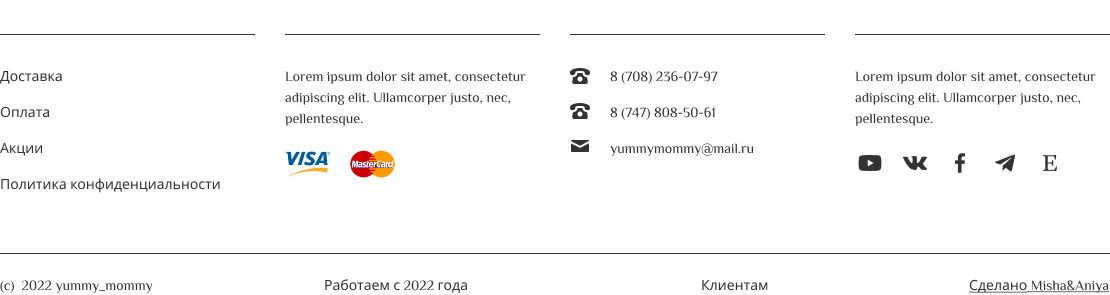 Доставка
Оплата
Акции
Политика конфиденциальности
Lorem ipsum dolor sit amet, consectetur
adipiscing elit. Ullamcorper justo, nec,
pellentesque.
VISA MasterCard
8 (708) 236-07-97
8 (747) 808-50-61
yummymommy@mail.ru
Lorem ipsum dolor sit amet, consectetur
adipiscing elit. Ullamcorper justo, nec,
pellentesque.
E
(c) 2022 yummy_mommy
Работаем с 2022 года
Клиентам
Сделано Misha&Aniya